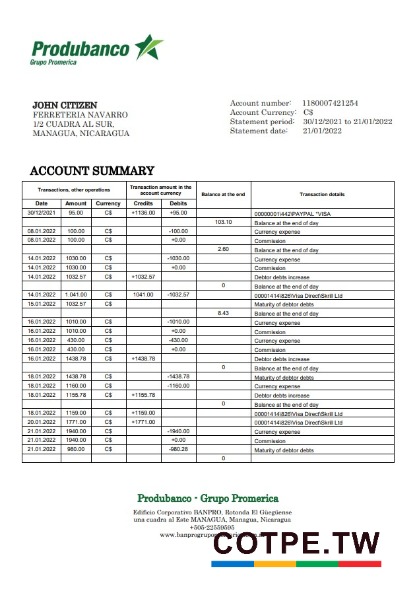 Produbanco
Grupo Promerica
JOHN CITIZEN
FERRETERIA NAVARRO
1/2 CUADRA AL SUR,
MANAGUA, NICARAGUA
Account number: 1180007421254
Account Currency: C$
Statement period: 30/12/2021 to 21/01/2022
Statement date: 21/01/2022
ACCOUNT SUMMARY
Transactions, other operations Transaction amount in the account currency Balance at the end Transaction details
Date Amount Currency Credits Debits
30/12/2021 95.00 C$ +1136.00 +95.00 00000001\442\PAYPAL *VISA
103.10 Balance at the end of day
08.01.2022 100.00 C$ -100.00 Currency expense
08.01.2022 100.00 C$ +0.00 Commission
2.60 Balance at the end of day
14.01.2022 1030.00 C$ -1030.00 Currency expense
14.01.2022 1030.00 C$ +0.00 Commission
14.01.2022 1032.57 C$ +1032.57 Debtor debts increase
0 Balance at the end of day
14.01.2022 1 041.00 C$ 1041.00 -1032.57 00001414\826\Visa Direct\Skrill Ltd
15.01.2022 C$ Maturity of debtor debts
8.43 Balance at the end of day
16.01.2022 1010.00 C$ -1010.00 Currency expense
16.01.2022 1010.00 C$ +0.00 Commission
16.01.2022 430.00 C$ -430.00 Currency expense
16.01.2022 430.00 C$ +0.00 Commission
16.01.2022 1438.78 C$ +1438.78 Debtor debts increase
0 Balance at the end of day
18.01.2022 1438.78 C$ -1438.78 Maturity of debtor debts
18.01.2022 1160.00 C$ -1160.00 Currency expense
18.01.2022 1155.78 C$ +1155.78 Debtor debts increase
0 Balance at the end of day
18.01.2022 1159.00 C$ +1159.00 00001414\826\Visa Direct\Skrill Ltd
20.01.2022 1771.00 C$ +1771.00 00001414\826\Visa Direct\Skrill Ltd
21.01.2022 1940.00 C$ -1940.00 Currency expense
21.01.2022 1940.00 C$ +0.00 Commission
21.01.2022 980.00 C$ -980.28 Maturity of debtor debts
0
Produbanco · Grupo Promerica
Edificio Corporativo BANPRO, Rotonda El Güegüense
una cuadra al Este MANAGUA, Managua, Nicaragua
+505-22559595
COTPE.TW